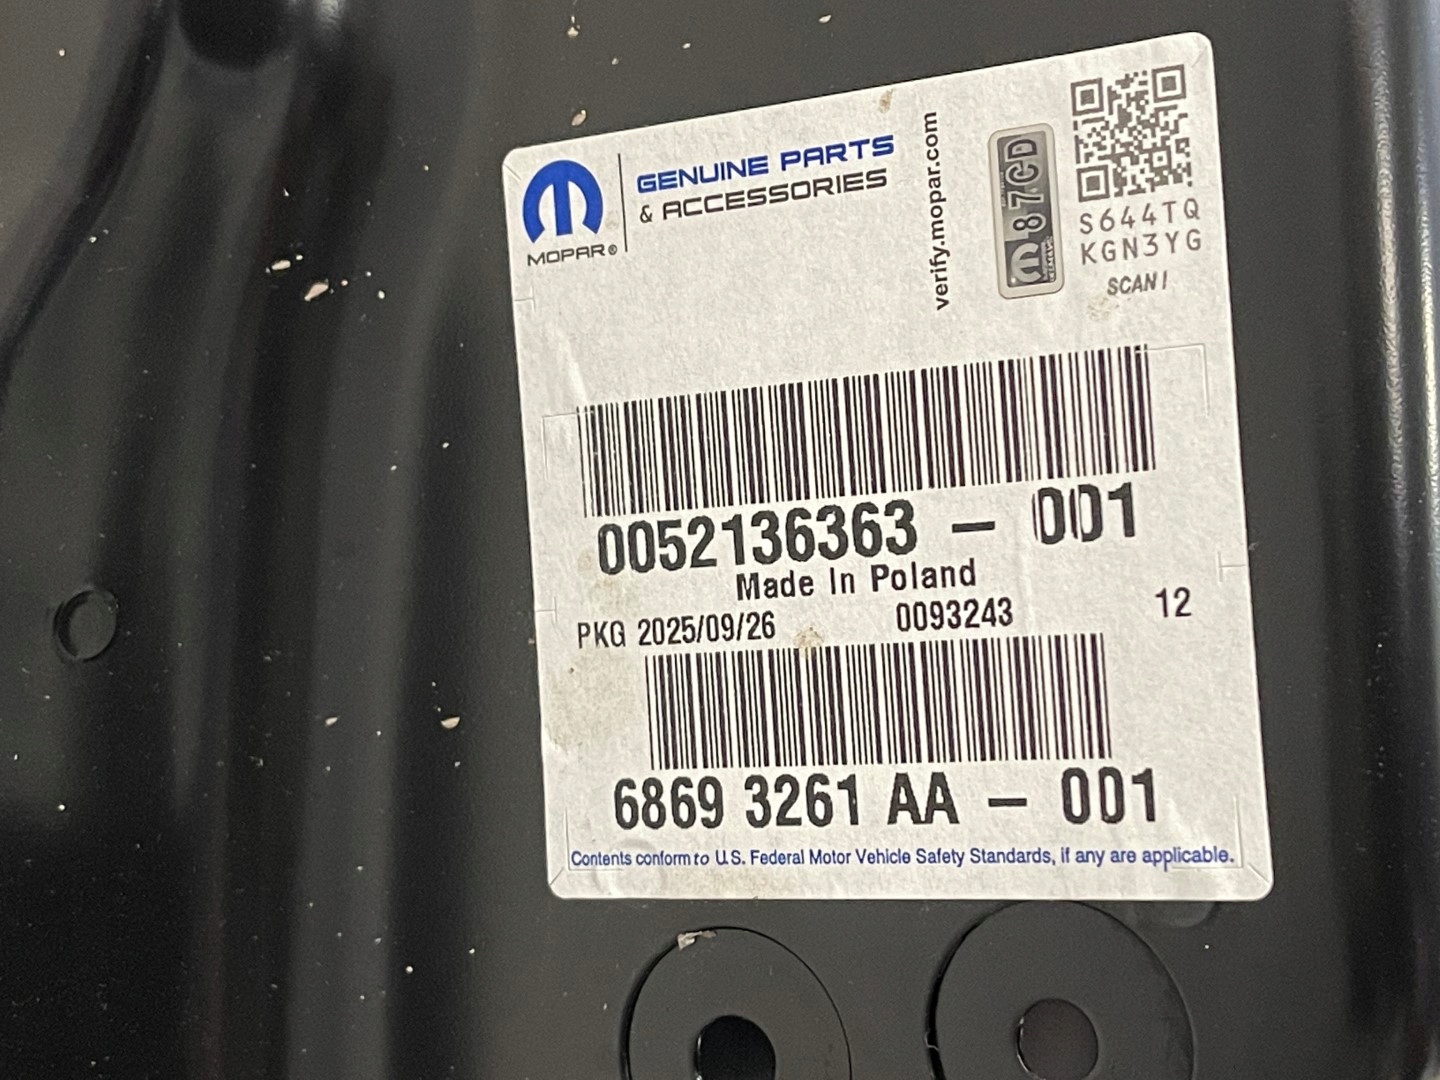 GENUINE PARTS
& ACCESSORIES
MOPAR®
verify.mopar.com
87CD
S644TQ
KGN3YG
SCAN!
0052136363 - 001
Made In Poland
PKG 2025/09/26 0093243 12
6869 3261 AA - 001
Contents conform to U.S. Federal Motor Vehicle Safety Standards, if any are applicable.